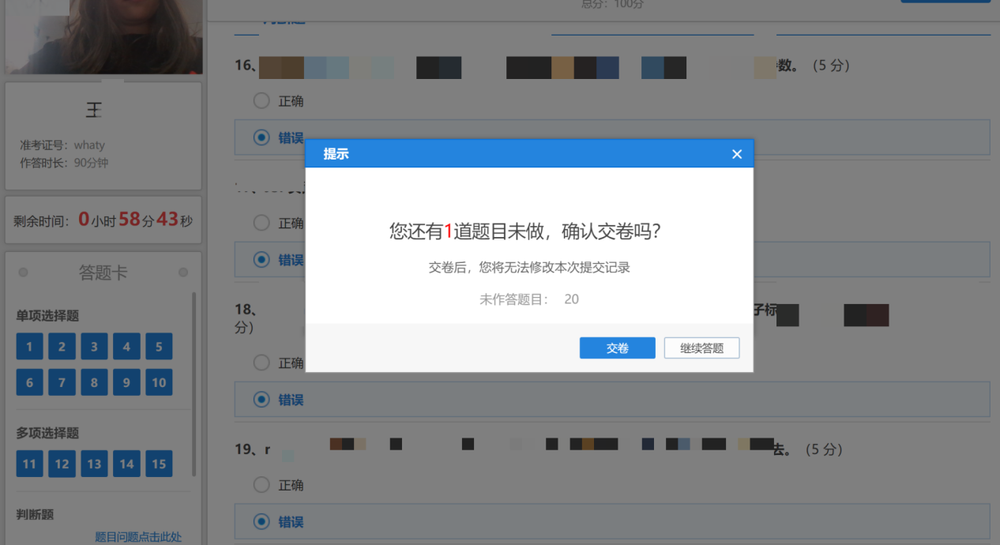 总分：100分
16、
数。（5 分）
正确
错误
王
准考证号：whaty
作答时长：90分钟
剩余时间：0小时58分43秒
答题卡
单项选择题
1 2 3 4 5
6 7 8 9 10
多项选择题
11 12 13 14 15
判断题
题目问题点击此处
正确
错误
18、
子标
分）
正确
错误
19、r
去。（5 分）
正确
错误
提示
您还有1道题目未做，确认交卷吗？
交卷后，您将无法修改本次提交记录
未作答题目： 20
交卷
继续答题